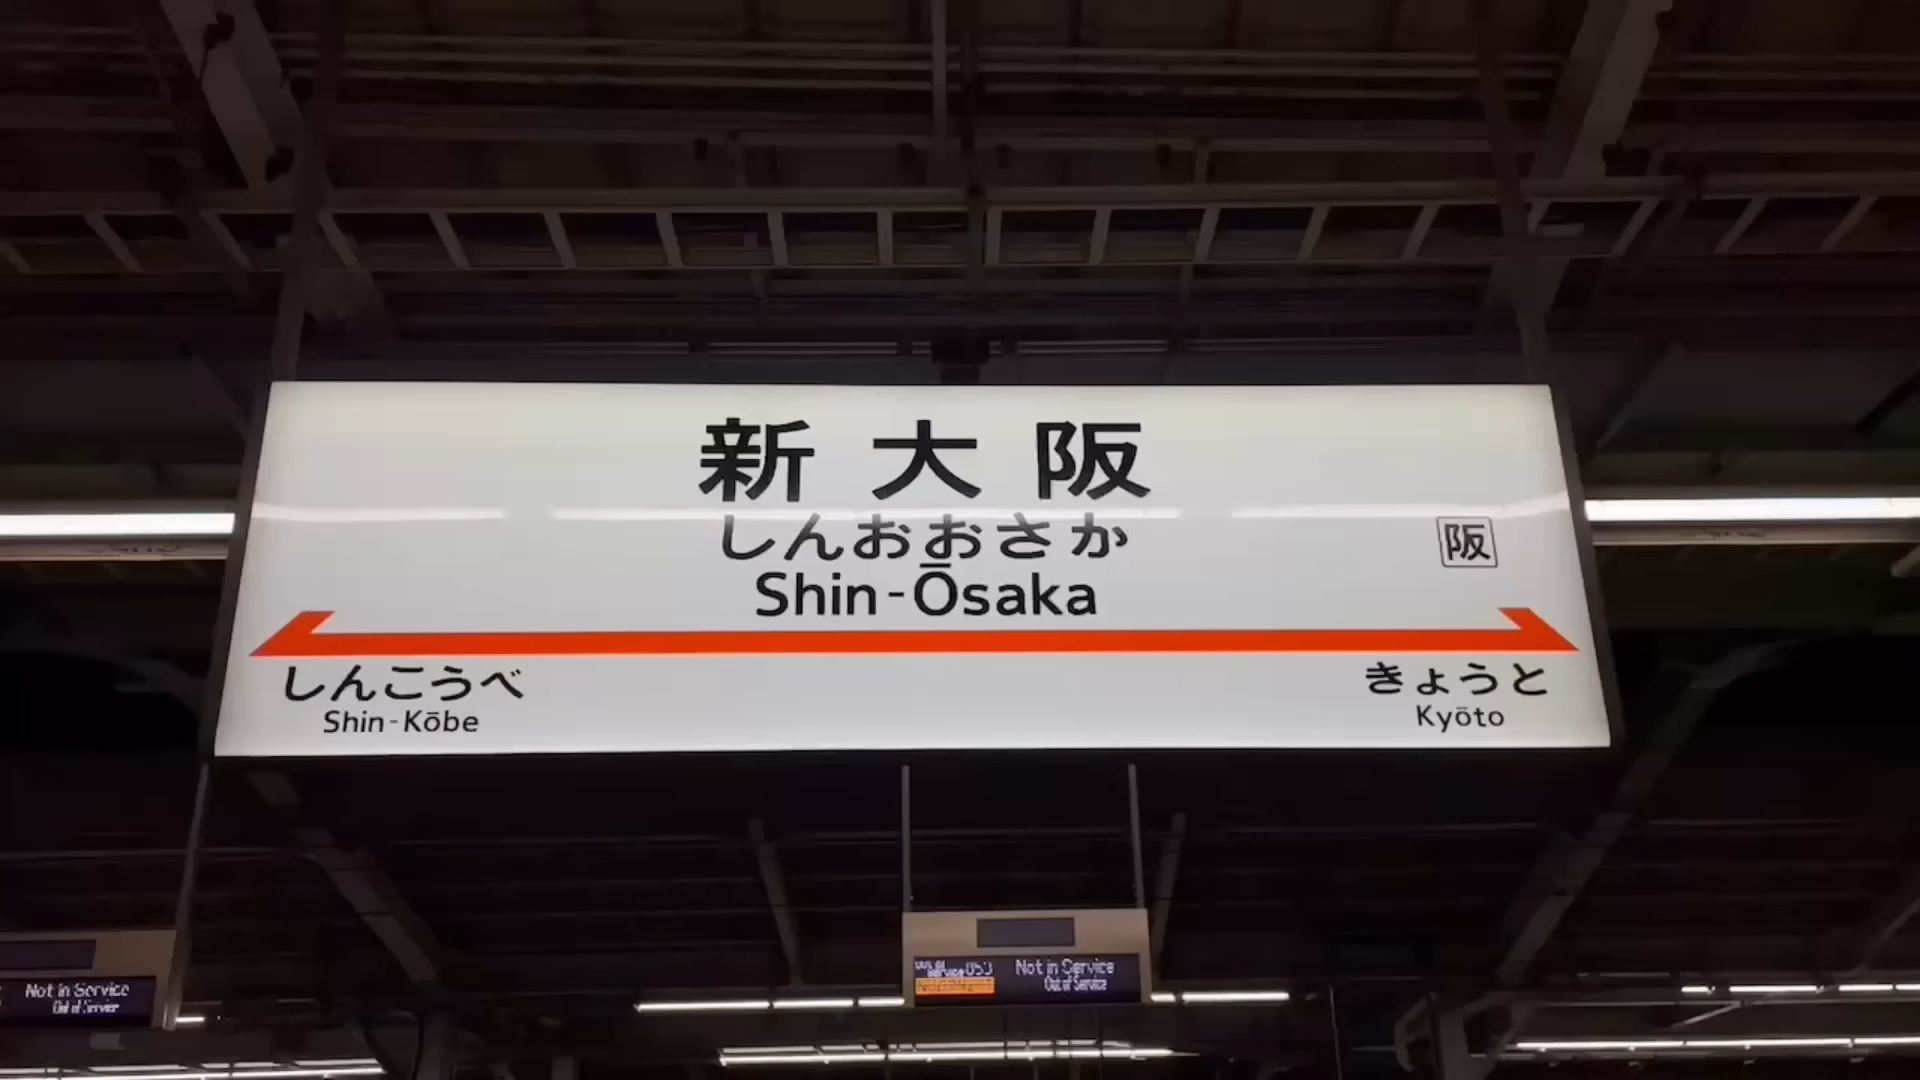 新大阪
しんおおさか
Shin-Ōsaka
阪
しんこうべ
Shin-Kōbe
きょうと
Kyōto
Not in Service
Out of Service
Not in Service
Out of Service